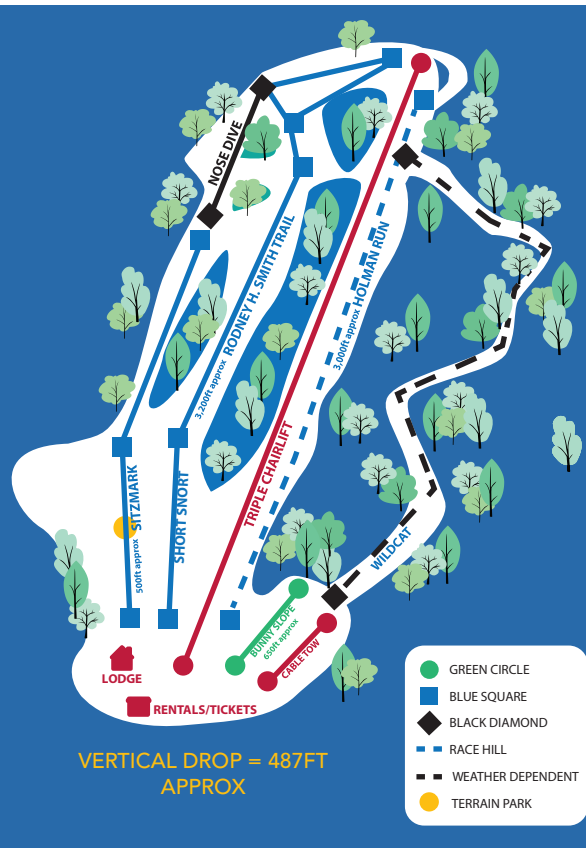 NOSE DIVE
3,200ft approx RODNEY H. SMITH TRAIL
3,000ft approx HOLMAN RUN
TRIPLE CHAIRLIFT
500ft approx SITZMARK
SHORT SNORT
WILDCAT
BUNNY SLOPE
650ft approx
CABLE TOW
LODGE
RENTALS/TICKETS
VERTICAL DROP = 487FT
APPROX
GREEN CIRCLE
BLUE SQUARE
BLACK DIAMOND
RACE HILL
WEATHER DEPENDENT
TERRAIN PARK